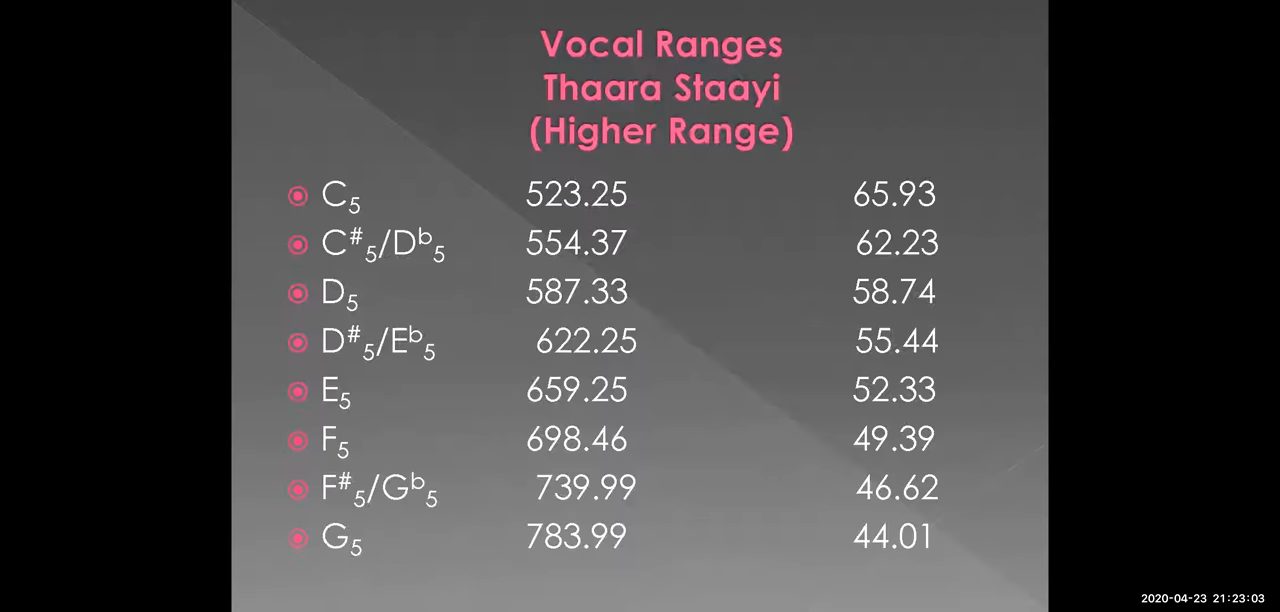 Vocal Ranges
Thaara Staayi
(Higher Range)
C5 523.25 65.93
C#5/Db5 554.37 62.23
D5 587.33 58.74
D#5/Eb5 622.25 55.44
E5 659.25 52.33
F5 698.46 49.39
F#5/Gb5 739.99 46.62
G5 783.99 44.01
2020-04-23 21:23:03